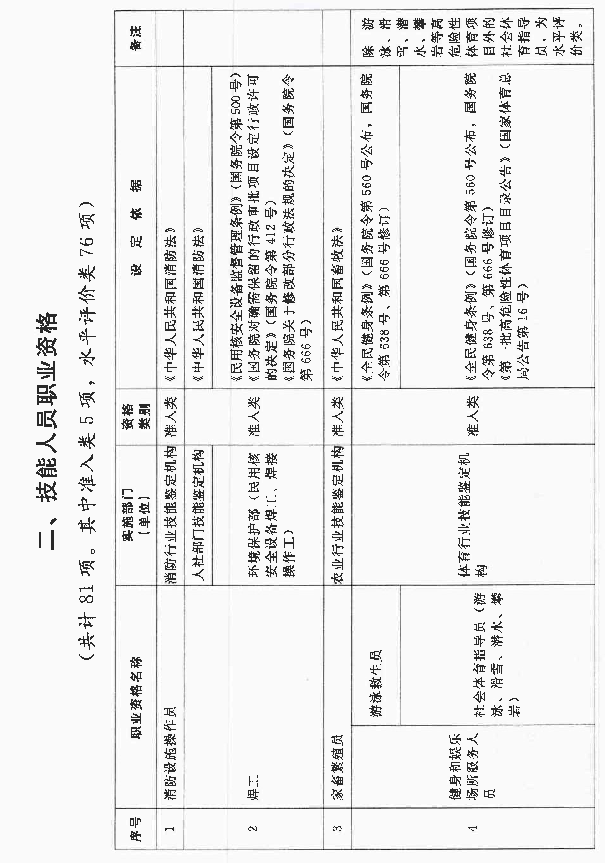 二、技能人员职业资格
（共计 81 项。其中准入类 5 项，水平评价类 76 项）
序号
职业资格名称
实施部门
（单位）
资格
类别
设 定 依 据
备注
1
消防设施操作员
消防行业技能鉴定机构
准入类
《中华人民共和国消防法》
2
焊工
人社部门技能鉴定机构
《中华人民共和国消防法》
环境保护部（民用核
安全设备焊工、焊接
操作工）
准入类
《民用核安全设备监督管理条例》（国务院令第500号）
《国务院对确需保留的行政审批项目设定行政许可
的决定》（国务院令第 412 号）
《国务院关于修改部分行政法规的决定》（国务院令
第 666 号）
3
家畜繁殖员
农业行业技能鉴定机构
准入类
《中华人民共和国畜牧法》
4
健身和娱乐
场所服务人
员
游泳救生员
《全民健身条例》（国务院令第 560 号公布，国务院
令第 638 号、第 666 号修订）
社会体育指导员（游
泳、滑雪、潜水、攀
岩）
体育行业技能鉴定机
构
准入类
《全民健身条例》（国务院令第 560 号公布，国务院
令第 638 号、第 666 号修订）
《第一批高危险性体育项目目录公告》（国家体育总
局公告第 16 号）
除 游
泳、滑
雪、潜
水、攀
岩等高
危险性
体育项
目外的
社会体
育指导
员，为
水平评
价类。